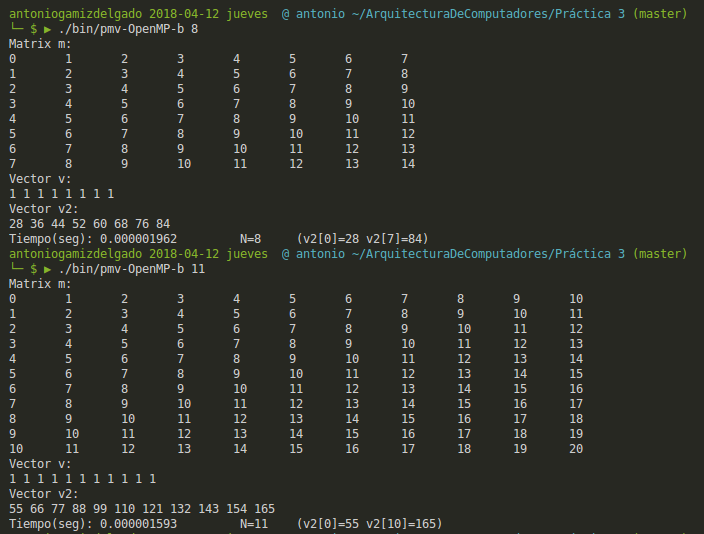 antoniogamizdelgado 2018-04-12 jueves  @ antonio ~/ArquitecturaDeComputadores/Práctica 3 (master)
└─ $ ▶ ./bin/pmv-OpenMP-b 8
Matrix m:
0 1 2 3 4 5 6 7
1 2 3 4 5 6 7 8
2 3 4 5 6 7 8 9
3 4 5 6 7 8 9 10
4 5 6 7 8 9 10 11
5 6 7 8 9 10 11 12
6 7 8 9 10 11 12 13
7 8 9 10 11 12 13 14
Vector v:
1 1 1 1 1 1 1 1
Vector v2:
28 36 44 52 60 68 76 84
Tiempo(seg): 0.000001962 N=8 (v2[0]=28 v2[7]=84)
antoniogamizdelgado 2018-04-12 jueves  @ antonio ~/ArquitecturaDeComputadores/Práctica 3 (master)
└─ $ ▶ ./bin/pmv-OpenMP-b 11
Matrix m:
0 1 2 3 4 5 6 7 8 9 10
1 2 3 4 5 6 7 8 9 10 11
2 3 4 5 6 7 8 9 10 11 12
3 4 5 6 7 8 9 10 11 12 13
4 5 6 7 8 9 10 11 12 13 14
5 6 7 8 9 10 11 12 13 14 15
6 7 8 9 10 11 12 13 14 15 16
7 8 9 10 11 12 13 14 15 16 17
8 9 10 11 12 13 14 15 16 17 18
9 10 11 12 13 14 15 16 17 18 19
10 11 12 13 14 15 16 17 18 19 20
Vector v:
1 1 1 1 1 1 1 1 1 1 1
Vector v2:
55 66 77 88 99 110 121 132 143 154 165
Tiempo(seg): 0.000001593 N=11 (v2[0]=55 v2[10]=165)